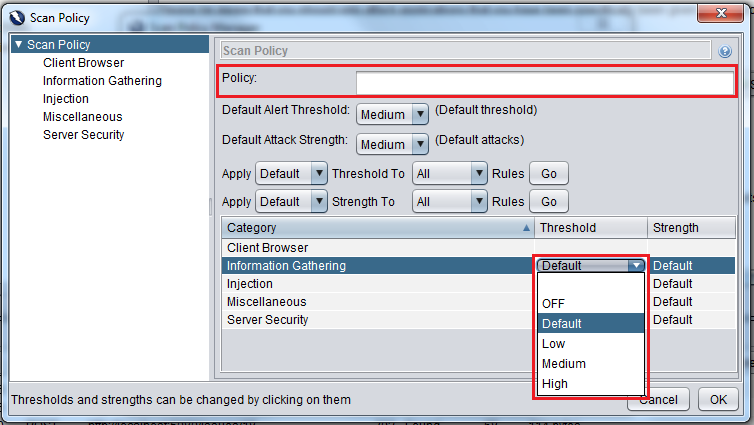 Scan Policy
Scan Policy
Client Browser
Information Gathering
Injection
Miscellaneous
Server Security
Scan Policy
Policy:
Default Alert Threshold: Medium (Default threshold)
Default Attack Strength: Medium (Default attacks)
Apply Default Threshold To All Rules Go
Apply Default Strength To All Rules Go
Category Threshold Strength
Client Browser
Information Gathering Default Default
Injection Default
Miscellaneous Default
Server Security Default
OFF
Default
Low
Medium
High
Thresholds and strengths can be changed by clicking on them
Cancel OK